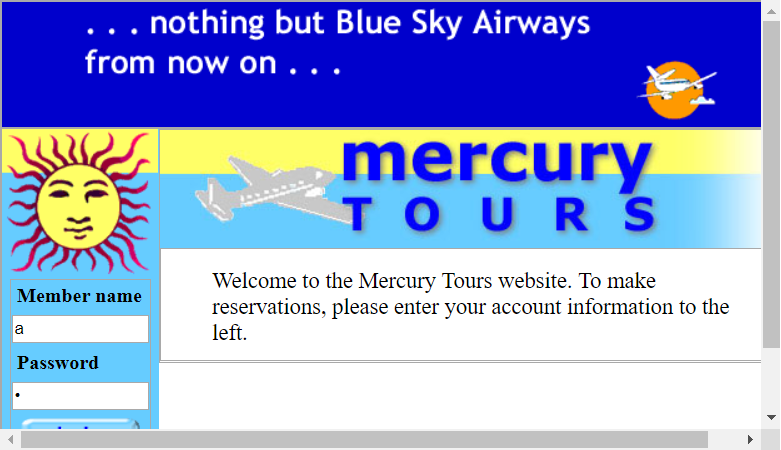 . . . nothing but Blue Sky Airways
from now on . . .
mercury
TOURS
Welcome to the Mercury Tours website. To make
reservations, please enter your account information to the
left.
Member name
a
Password
•